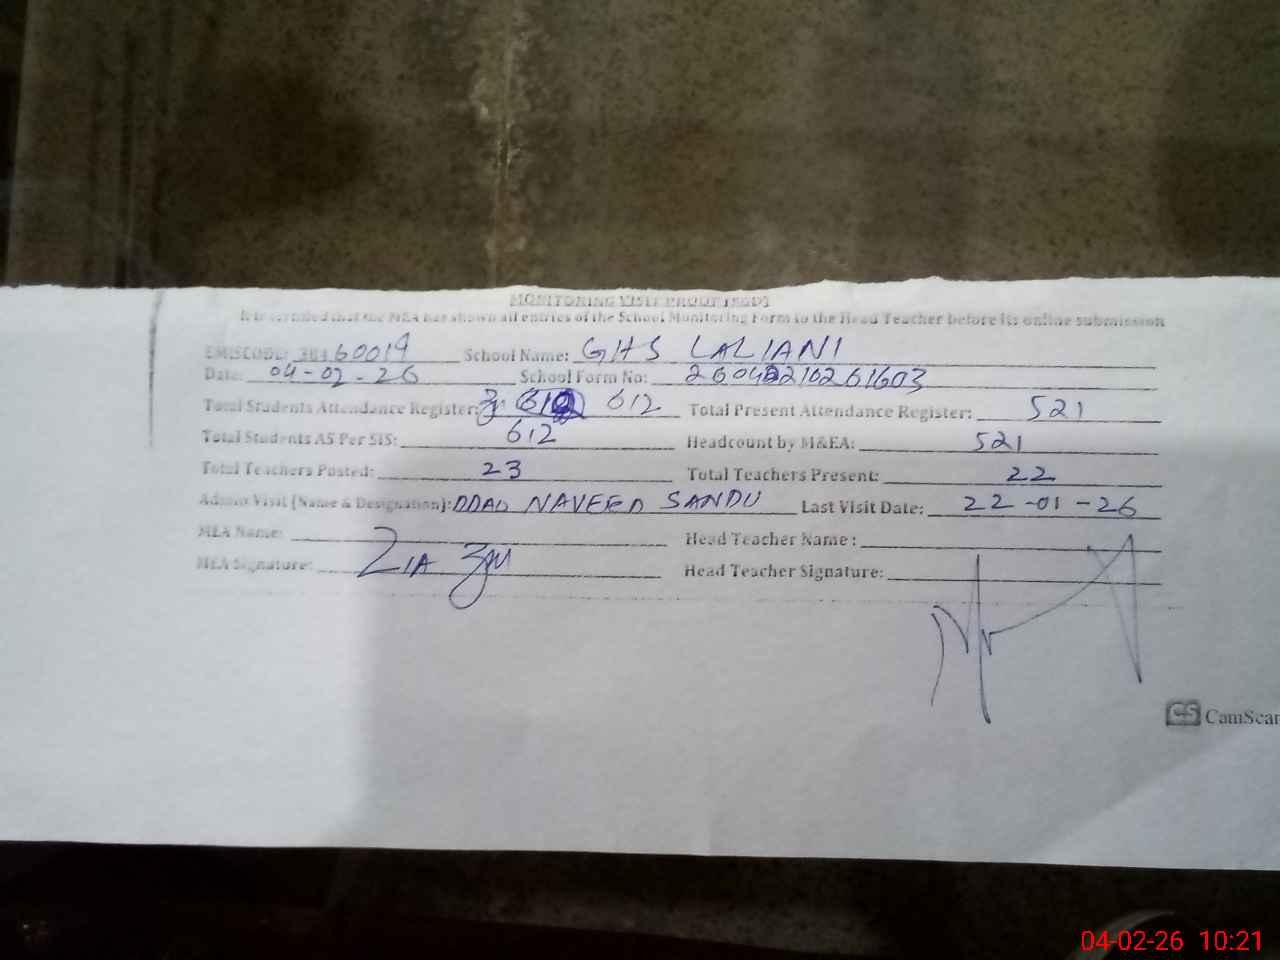 MONITORING VISIT PROOF (SED)
It is certified that the MEA has shown all entries of the School Monitoring Form to the Head Teacher before its online submission
EMISCODE: 38460019 School Name: GHS LALIANI
Date: 04-02-26 School Form No:
Total Students Attendance Register: 612 Total Present Attendance Register: 521
Total Students AS Per SIS: 612 Headcount by M&EA: 521
Total Teachers Posted: 23 Total Teachers Present: 22
Admin Visit (Name & Designation): DDAO NAVEED SANDU Last Visit Date: 22-01-26
MEA Name: Head Teacher Name:
MEA Signature: ZIA Head Teacher Signature:
CS CamScan
04-02-26 10:21